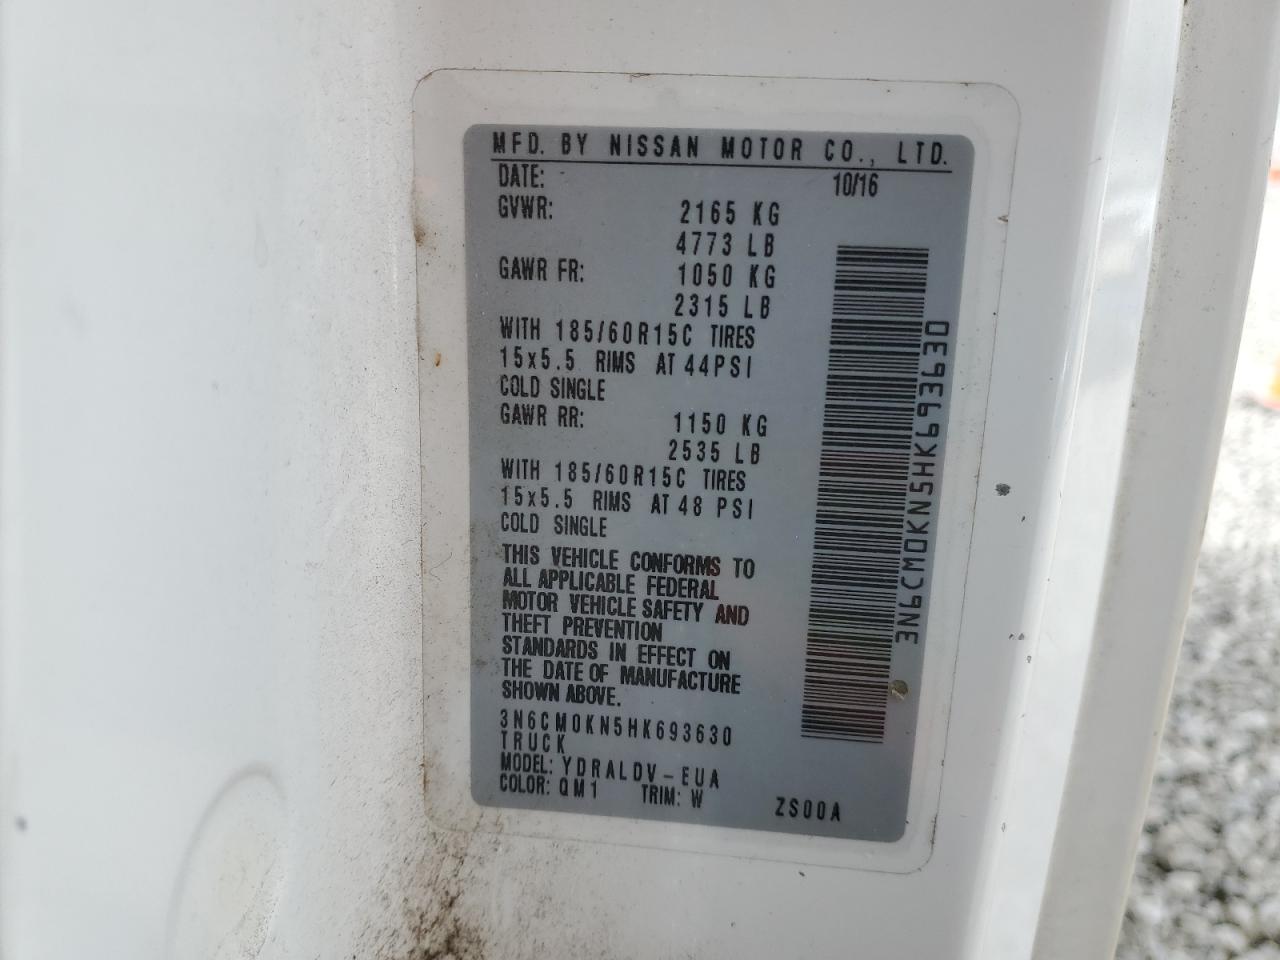 MFD. BY NISSAN MOTOR CO., LTD.
DATE: 10/16
GVWR: 2165 KG
4773 LB
GAWR FR: 1050 KG
2315 LB
WITH 185/60R15C TIRES
15x5.5 RIMS AT 44PSI
COLD SINGLE
GAWR RR: 1150 KG
2535 LB
WITH 185/60R15C TIRES
15x5.5 RIMS AT 48 PSI
COLD SINGLE
THIS VEHICLE CONFORMS TO
ALL APPLICABLE FEDERAL
MOTOR VEHICLE SAFETY AND
THEFT PREVENTION
STANDARDS IN EFFECT ON
THE DATE OF MANUFACTURE
SHOWN ABOVE.
3N6CM0KN5HK693630
TRUCK
MODEL: YDRALDV-EUA
COLOR: QM1 TRIM: W ZS00A
3N6CM0KN5HK693630